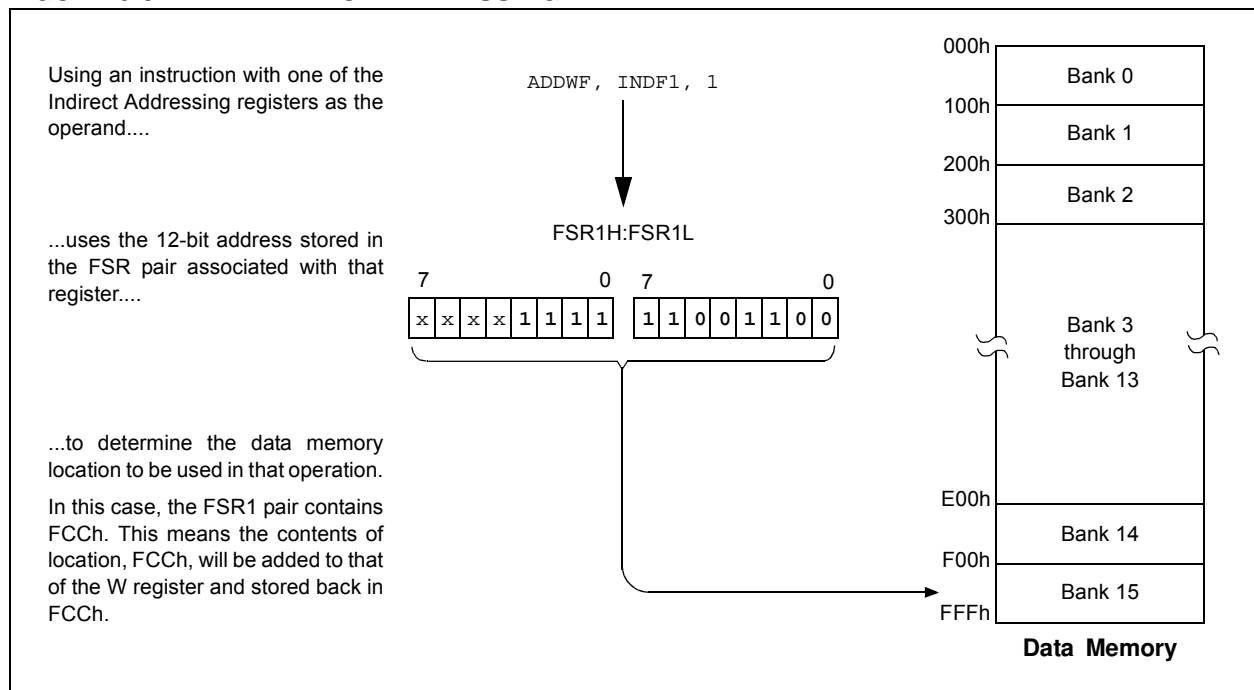 Using an instruction with one of the
Indirect Addressing registers as the
operand....
ADDWF, INDF1, 1
...uses the 12-bit address stored in
the FSR pair associated with that
register....
FSR1H:FSR1L
7 0 7 0
x x x x 1 1 1 1 1 1 0 0 1 1 0 0
...to determine the data memory
location to be used in that operation.
In this case, the FSR1 pair contains
FCCh. This means the contents of
location, FCCh, will be added to that
of the W register and stored back in
FCCh.
000h
Bank 0
100h
Bank 1
200h
Bank 2
300h
Bank 3
through
Bank 13
E00h
Bank 14
F00h
Bank 15
FFFh
Data Memory